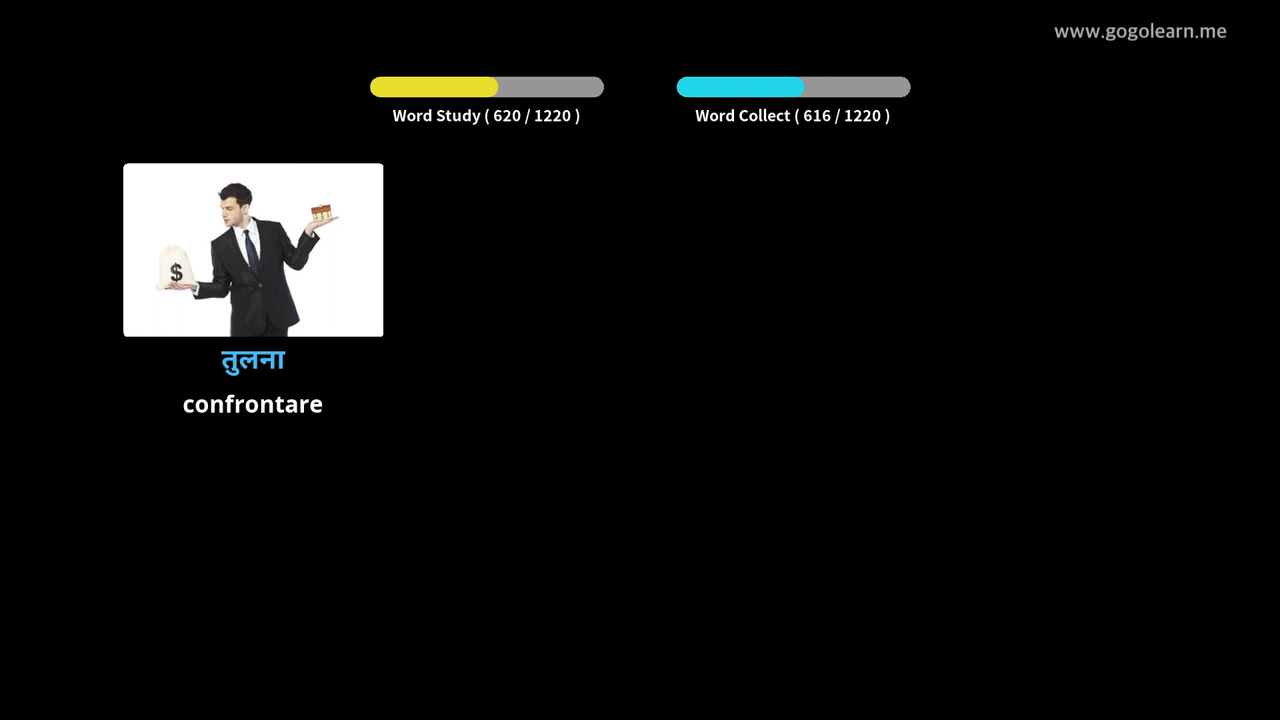 www.gogolearn.me
Word Study ( 620 / 1220 )
Word Collect ( 616 / 1220 )
$
तुलना
confrontare